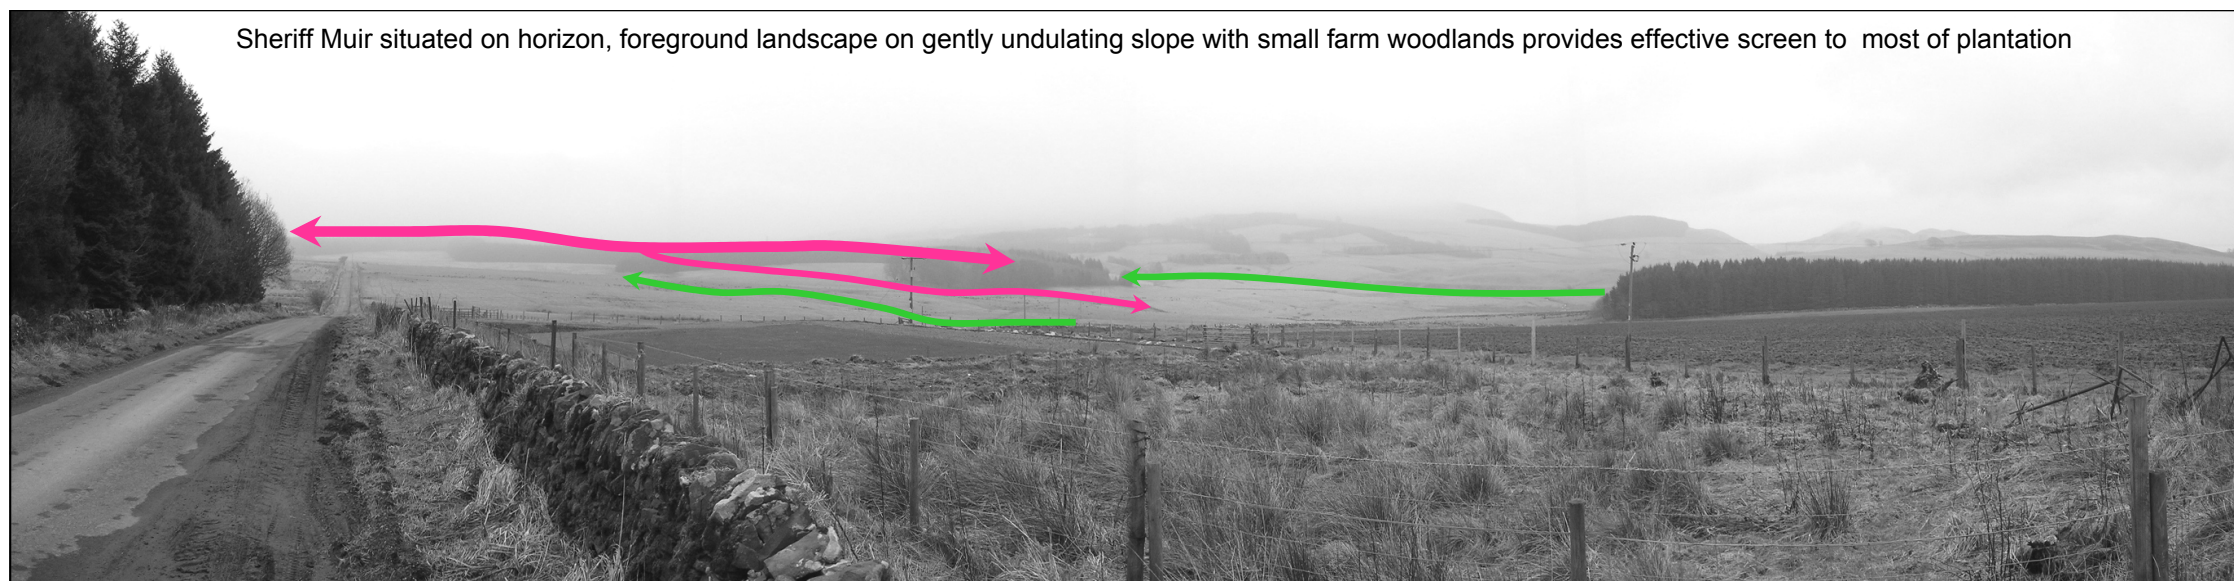 Sheriff Muir situated on horizon, foreground landscape on gently undulating slope with small farm woodlands provides effective screen to  most of plantation